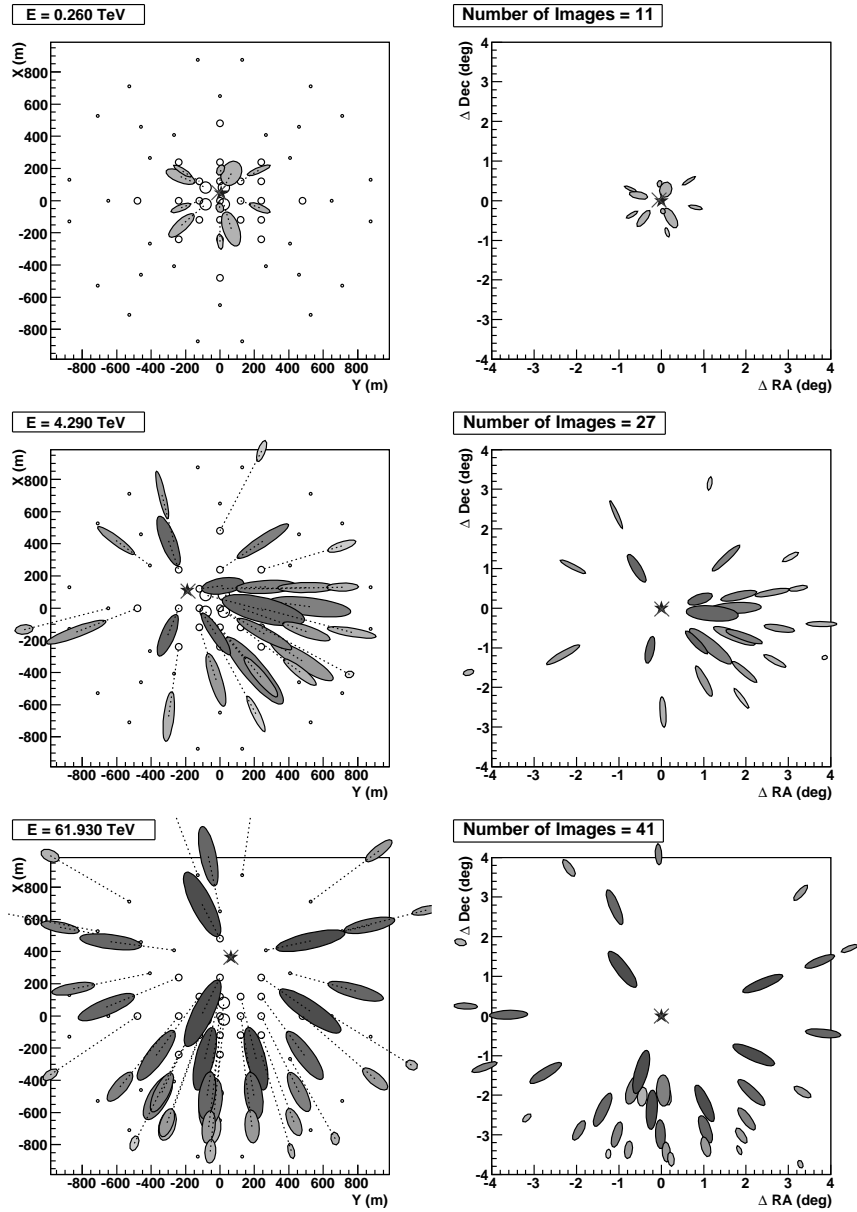 E = 0.260 TeV
Number of Images = 11
X (m)
800
600
400
200
0
-200
-400
-600
-800
-800 -600 -400 -200 0 200 400 600 800
Y (m)
Δ Dec (deg)
4
3
2
1
0
-1
-2
-3
-4
-4 -3 -2 -1 0 1 2 3 4
Δ RA (deg)
E = 4.290 TeV
Number of Images = 27
X (m)
800
600
400
200
0
-200
-400
-600
-800
-800 -600 -400 -200 0 200 400 600 800
Y (m)
Δ Dec (deg)
4
3
2
1
0
-1
-2
-3
-4
-4 -3 -2 -1 0 1 2 3 4
Δ RA (deg)
E = 61.930 TeV
Number of Images = 41
X (m)
800
600
400
200
0
-200
-400
-600
-800
-800 -600 -400 -200 0 200 400 600 800
Y (m)
Δ Dec (deg)
4
3
2
1
0
-1
-2
-3
-4
-4 -3 -2 -1 0 1 2 3 4
Δ RA (deg)